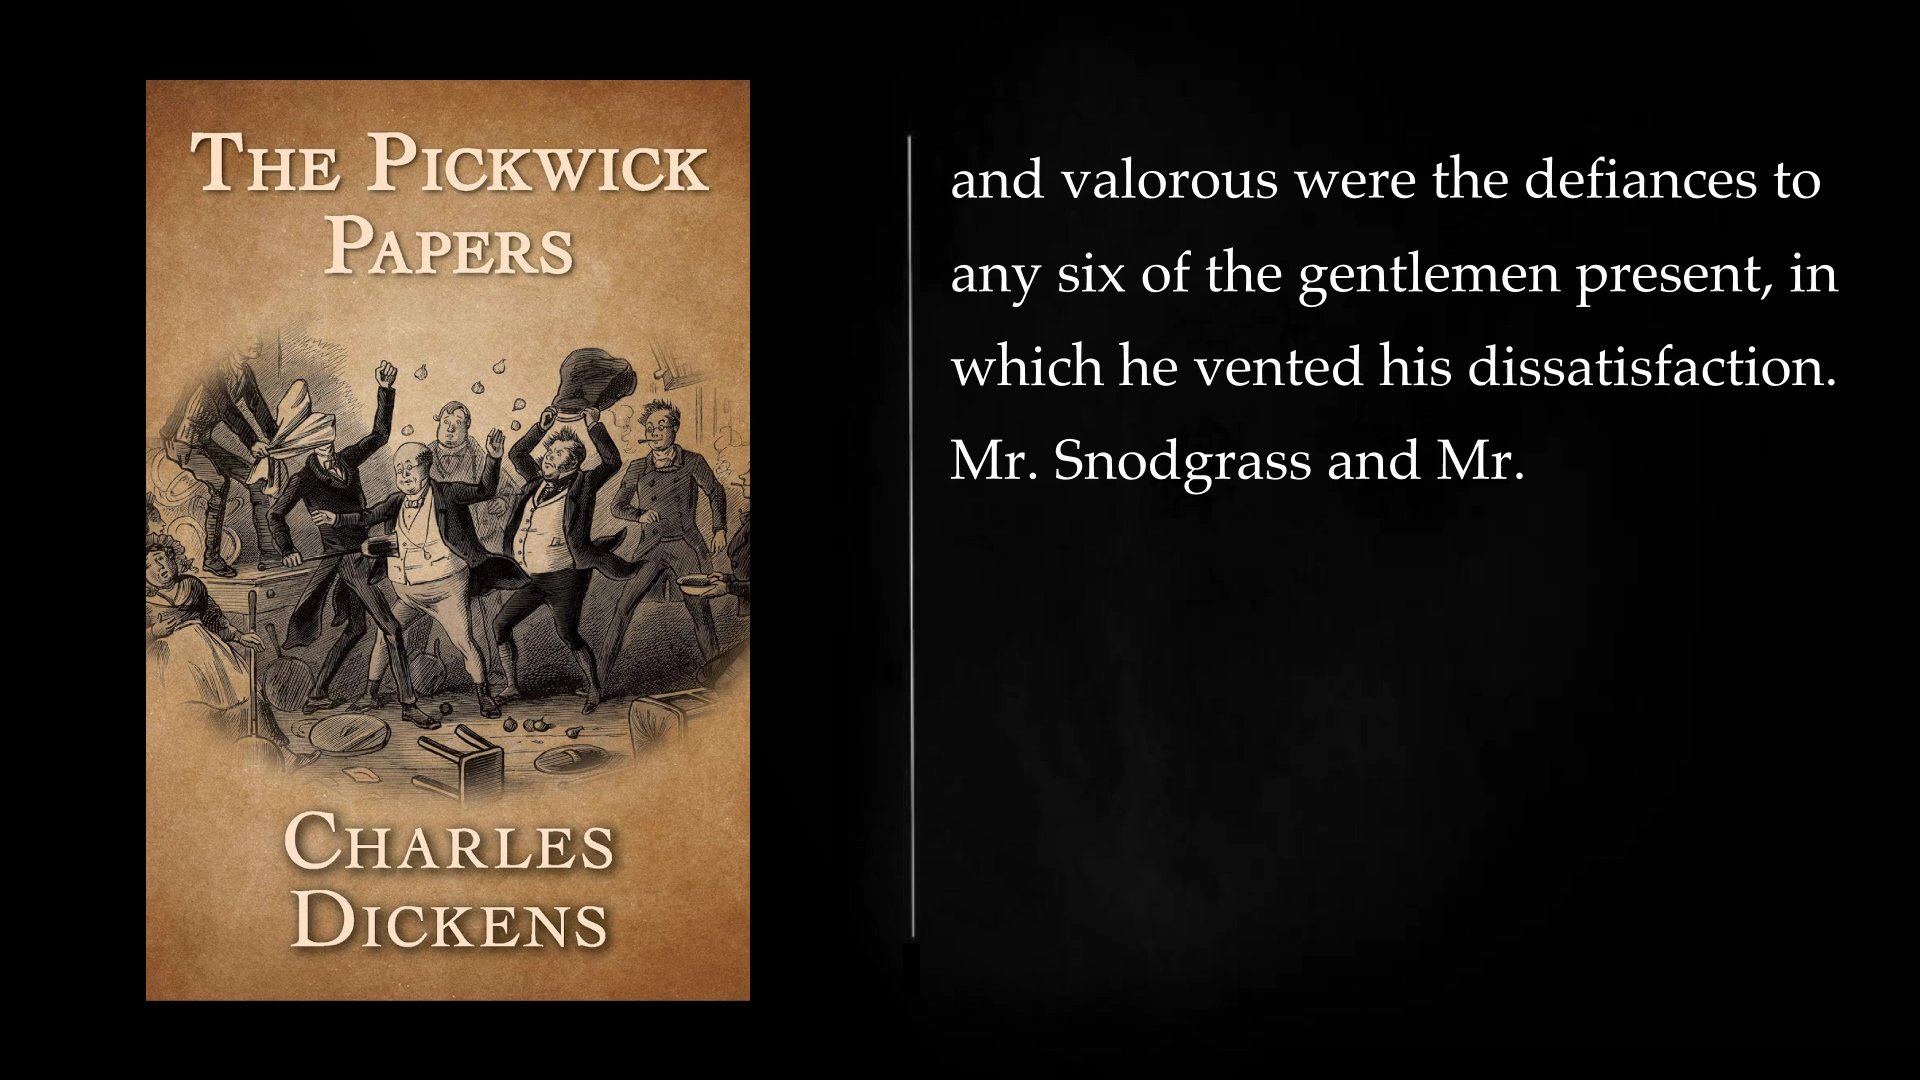 THE PICKWICK
PAPERS
CHARLES
DICKENS
and valorous were the defiances to
any six of the gentlemen present, in
which he vented his dissatisfaction.
Mr. Snodgrass and Mr.